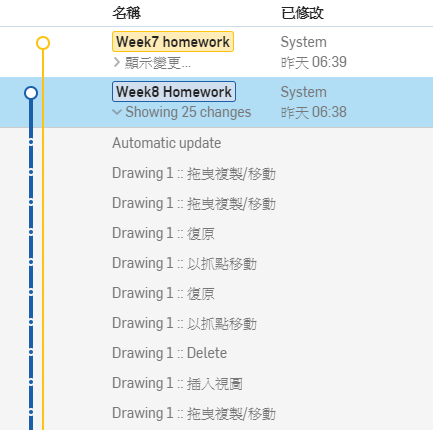 名稱 已修改
Week7 homework System
顯示變更... 昨天 06:39
Week8 Homework System
Showing 25 changes 昨天 06:38
Automatic update
Drawing 1 :: 拖曳複製/移動
Drawing 1 :: 拖曳複製/移動
Drawing 1 :: 復原
Drawing 1 :: 以抓點移動
Drawing 1 :: 復原
Drawing 1 :: 以抓點移動
Drawing 1 :: Delete
Drawing 1 :: 插入視圖
Drawing 1 :: 拖曳複製/移動